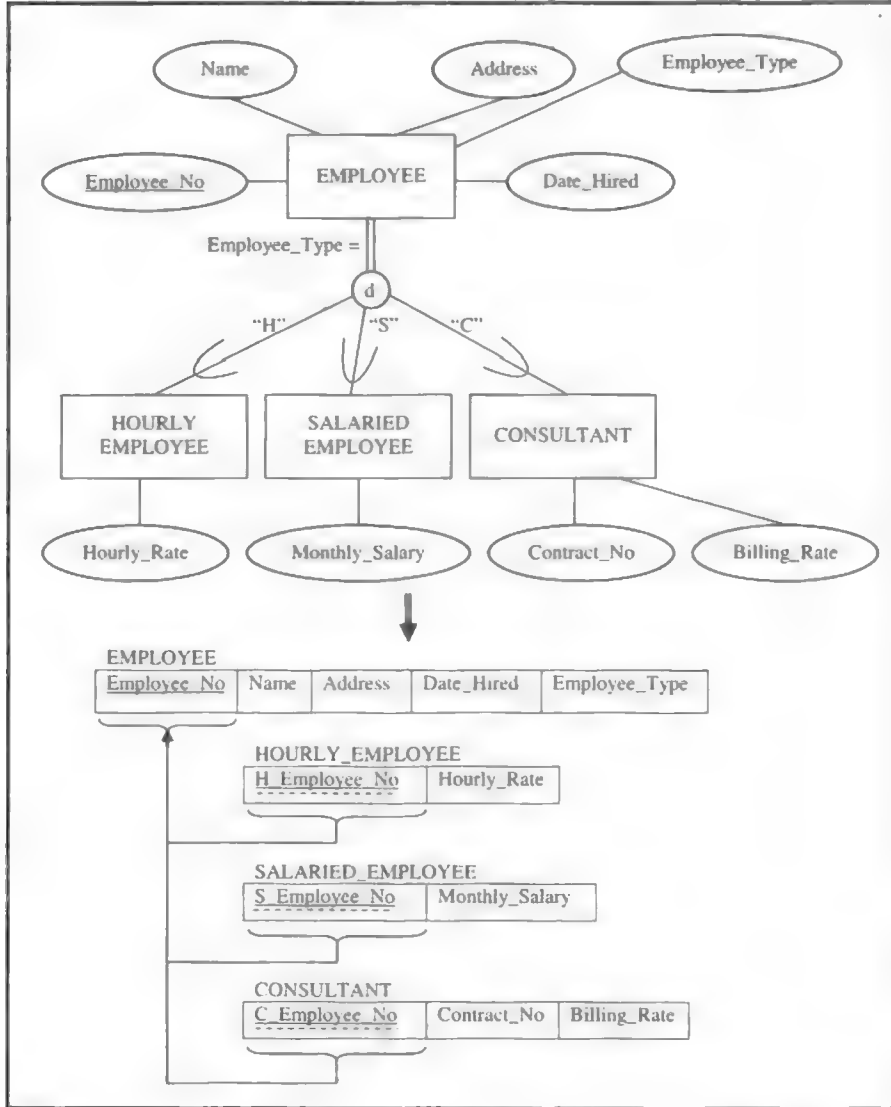 Name
Address
Employee_Type
Employee_No
EMPLOYEE
Date_Hired
Employee_Type =
d
“H”
“S”
“C”
HOURLY
EMPLOYEE
SALARIED
EMPLOYEE
CONSULTANT
Hourly_Rate
Monthly_Salary
Contract_No
Billing_Rate
EMPLOYEE
Employee_No Name Address Date_Hired Employee_Type
HOURLY_EMPLOYEE
H_Employee_No Hourly_Rate
SALARIED_EMPLOYEE
S_Employee_No Monthly_Salary
CONSULTANT
C_Employee_No Contract_No Billing_Rate